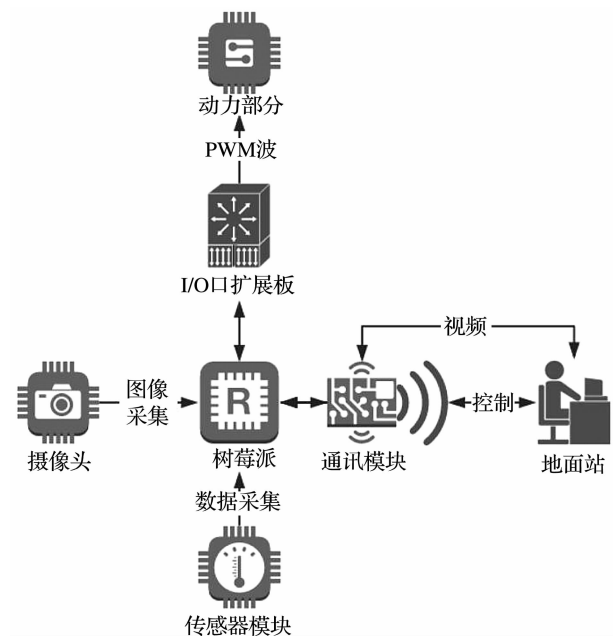 动力部分
PWM波
I/O口扩展板
视频
图像
采集
R
控制
摄像头
树莓派
通讯模块
地面站
数据采集
传感器模块